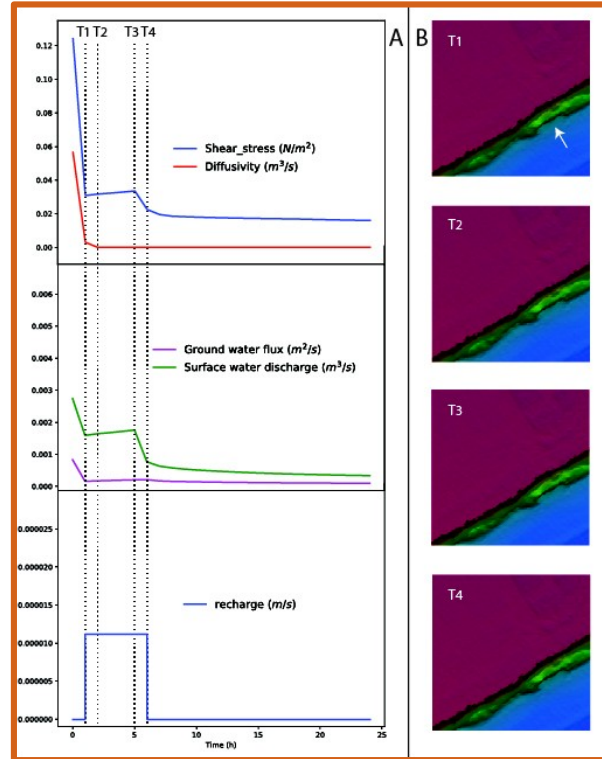 T1 T2 T3 T4 A
0.12
0.10
0.08
0.06
0.04
0.02
0.00
Shear_stress (N/m²)
Diffusivity (m³/s)
0.006
0.005
0.004
0.003
0.002
0.001
0.000
Ground water flux (m²/s)
Surface water discharge (m³/s)
0.000025
0.000020
0.000015
0.000010
0.000005
0.000000
recharge (m/s)
0 5 10 15 20 25
Time (h)
B
T1
T2
T3
T4